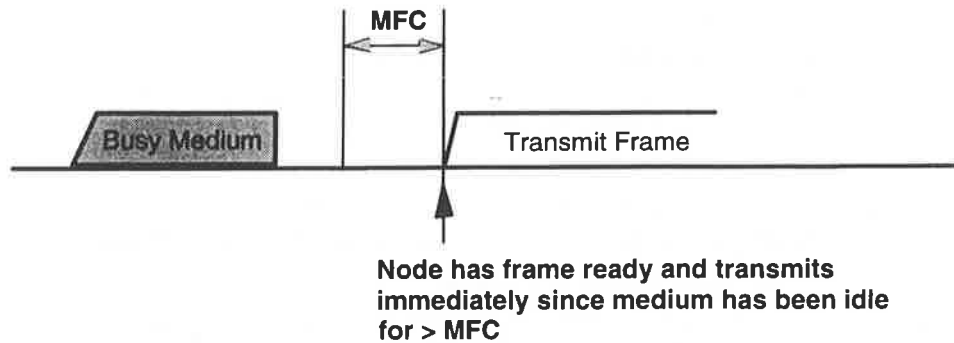 MFC
Busy Medium
Transmit Frame
Node has frame ready and transmits
immediately since medium has been idle
for > MFC